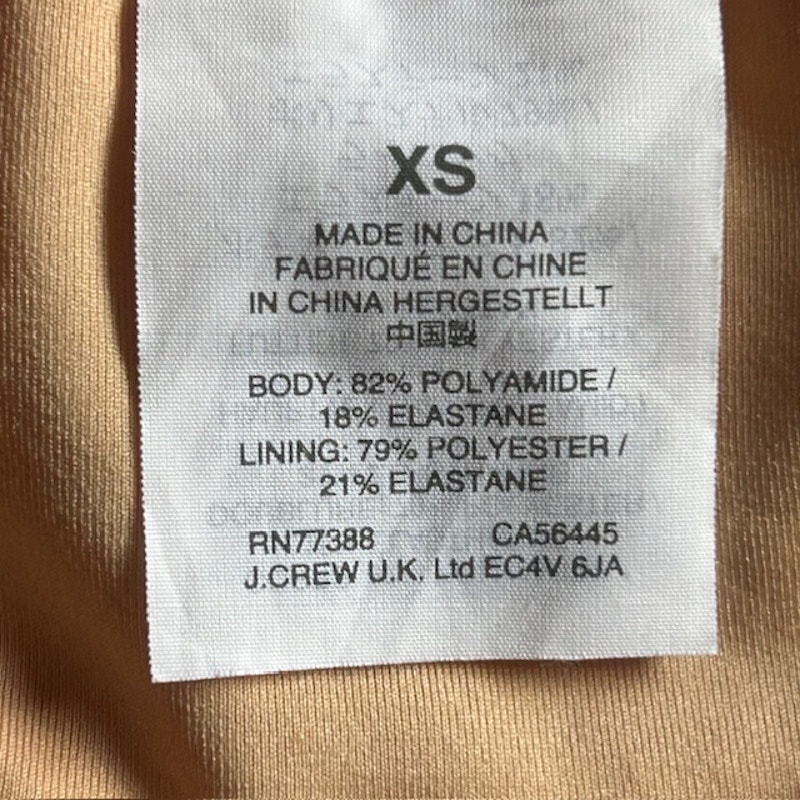 XS
MADE IN CHINA
FABRIQUÉ EN CHINE
IN CHINA HERGESTELLT
中国製
BODY: 82% POLYAMIDE /
18% ELASTANE
LINING: 79% POLYESTER /
21% ELASTANE
RN77388 CA56445
J.CREW U.K. Ltd EC4V 6JA